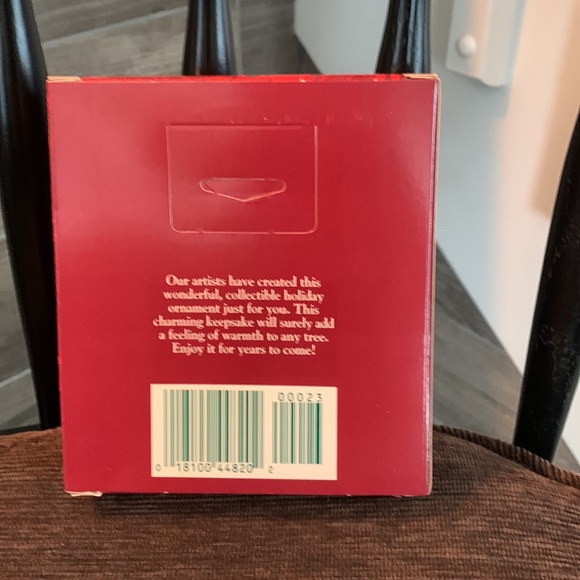 Our artists have created this
wonderful, collectible holiday
ornament just for you. This
charming keepsake will surely add
a feeling of warmth to any tree.
Enjoy it for years to come!
00023
0 18100 44820 2